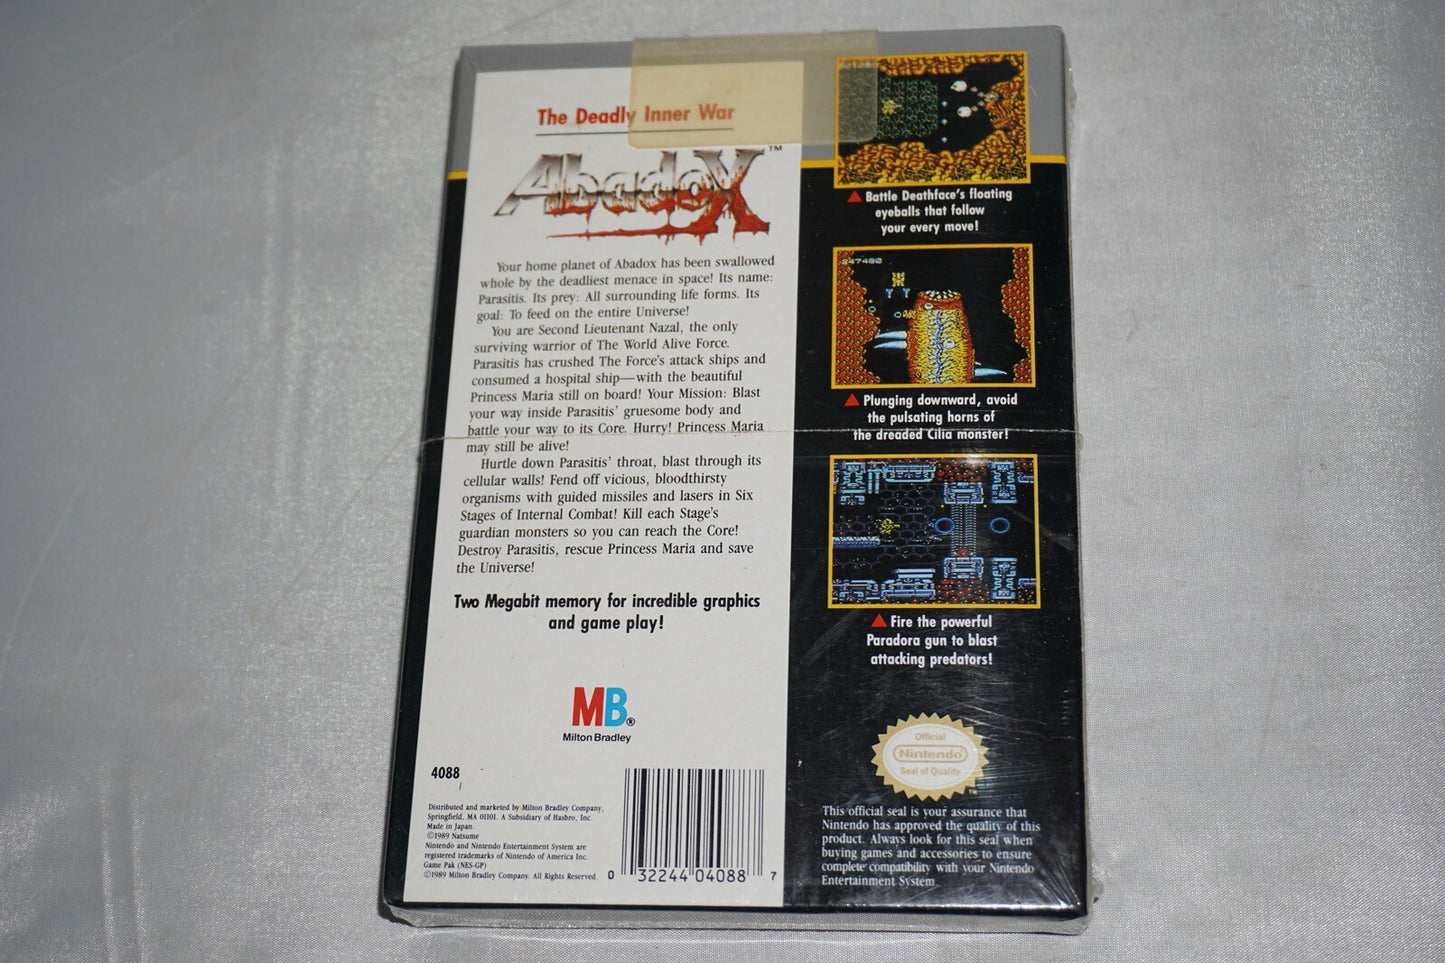 The Deadly Inner War
Abadox™
Your home planet of Abadox has been swallowed
whole by the deadliest menace in space! Its name:
Parasitis. Its prey: All surrounding life forms. Its
goal: To feed on the entire Universe!
You are Second Lieutenant Nazal, the only
surviving warrior of The World Alive Force.
Parasitis has crushed The Force's attack ships and
consumed a hospital ship—with the beautiful
Princess Maria still on board! Your Mission: Blast
your way inside Parasitis' gruesome body and
battle your way to its Core. Hurry! Princess Maria
may still be alive!
Hurtle down Parasitis' throat, blast through its
cellular walls! Fend off vicious, bloodthirsty
organisms with guided missiles and lasers in Six
Stages of Internal Combat! Kill each Stage's
guardian monsters so you can reach the Core!
Destroy Parasitis, rescue Princess Maria and save
the Universe!
Two Megabit memory for incredible graphics
and game play!
MB®
Milton Bradley
4088
Distributed and marketed by Milton Bradley Company,
Springfield, MA 01101. A Subsidiary of Hasbro, Inc.
Made in Japan.
©1989 Natsume
Nintendo and Nintendo Entertainment System are
registered trademarks of Nintendo of America Inc.
Game Pak (NES-GP)
©1989 Milton Bradley Company. All Rights Reserved.
0 32244 04088 7
▲ Battle Deathface's floating
eyeballs that follow
your every move!
247480
▲ Plunging downward, avoid
the pulsating horns of
the dreaded Cilia monster!
▲ Fire the powerful
Paradora gun to blast
attacking predators!
Official
Nintendo
Seal of Quality
™
This official seal is your assurance that
Nintendo has approved the quality of this
product. Always look for this seal when
buying games and accessories to ensure
complete compatibility with your Nintendo
Entertainment System.